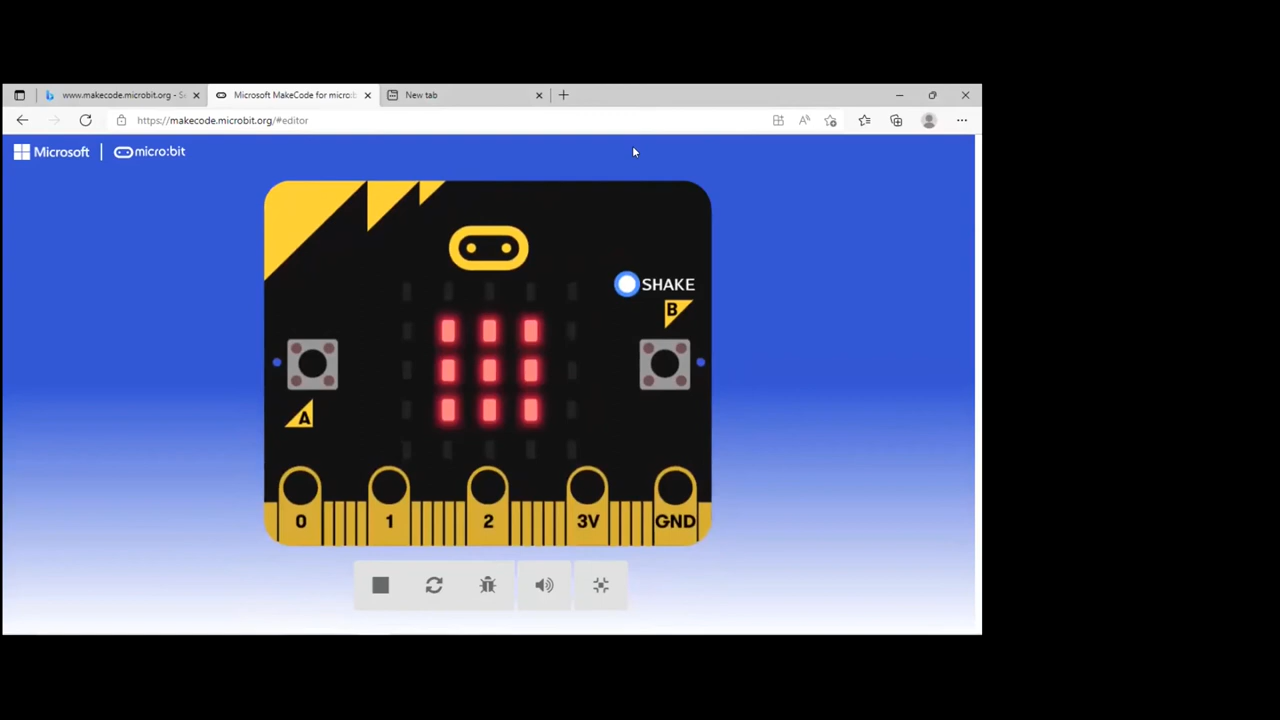 www.makecode.microbit.org - Se
Microsoft MakeCode for micro:b
New tab
https://makecode.microbit.org/#editor
Microsoft | micro:bit
SHAKE
B
A
0 1 2 3V GND